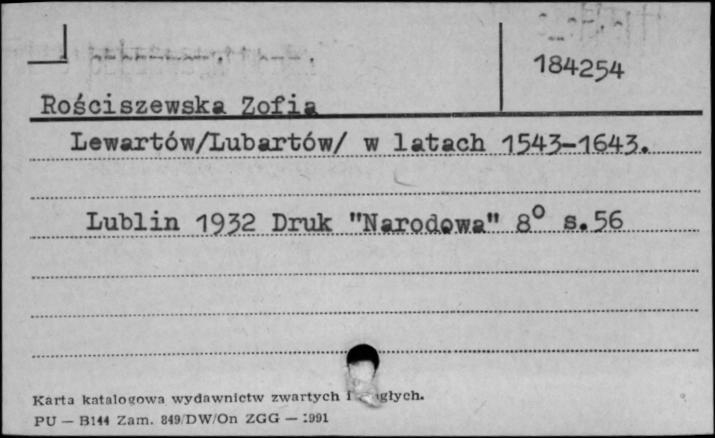 184254
Rościszewska Zofia
Lewartów/Lubartów/ w latach 1543-1643.
Lublin 1932 Druk "Narodowa" 8° s.56
Karta katalogowa wydawnictw zwartych i
PU — B144 Zam. 849/DW/On ZGG — 1991